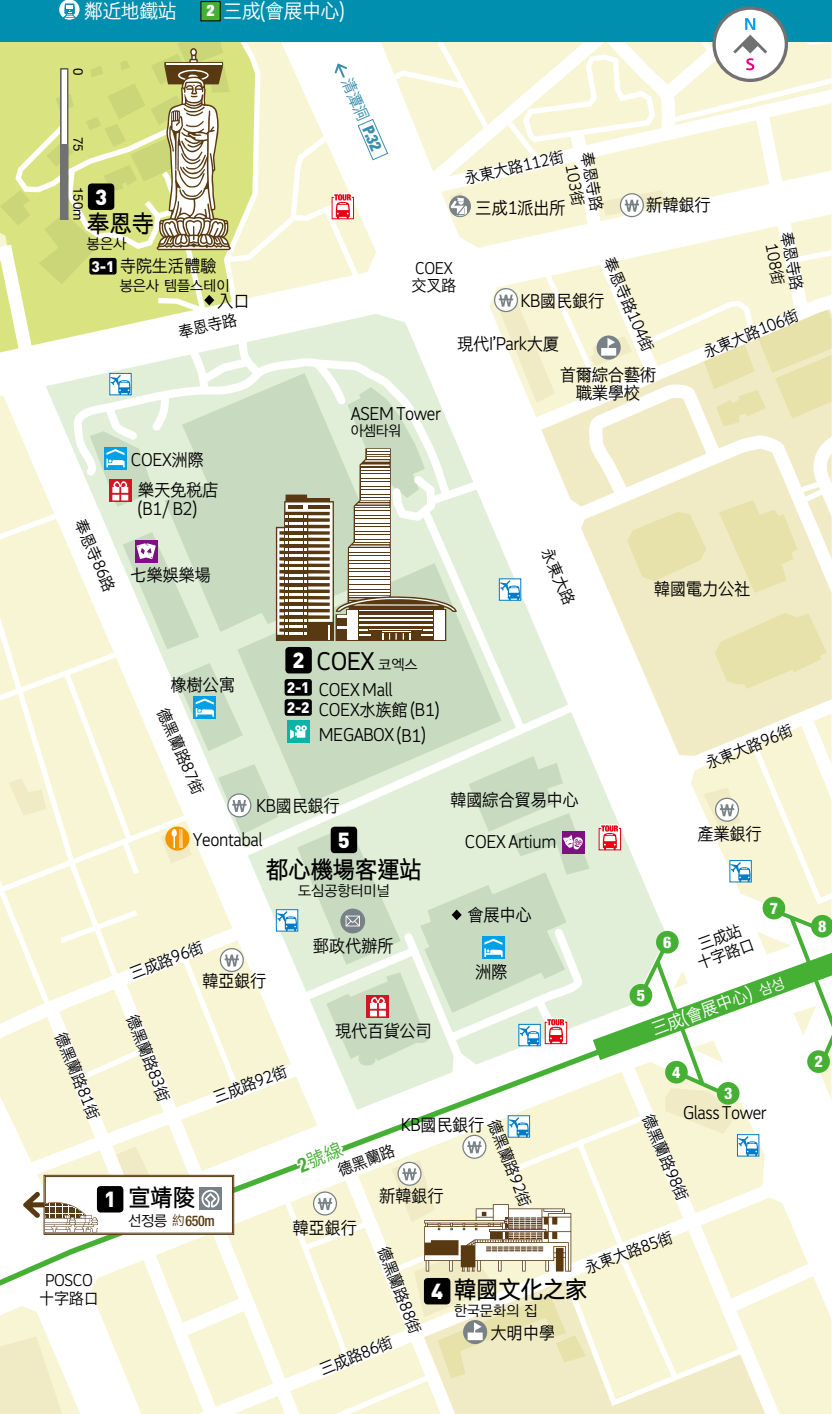 鄰近地鐵站 2 三成(會展中心)
N
S
0
75
150m
清潭洞 P.32
TOUR
3
奉恩寺
봉은사
3-1 寺院生活體驗
봉은사 템플스테이
入口
奉恩寺路
永東大路112街
奉恩寺路
103街
三成1派出所
新韓銀行
COEX
交叉路
奉恩寺路
108街
KB國民銀行
奉恩寺路104街
現代I'Park大厦
永東大路106街
首爾綜合藝術
職業學校
ASEM Tower
아셈타워
COEX洲際
樂天免税店
(B1/ B2)
奉恩寺86路
七樂娛樂場
永東大路
韓國電力公社
2 COEX 코엑스
2-1 COEX Mall
2-2 COEX水族館(B1)
MEGABOX(B1)
橡樹公寓
德黑蘭路87街
永東大路96街
KB國民銀行
韓國綜合貿易中心
Yeontabal
5
都心機場客運站
도심공항터미널
COEX Artium
TOUR
產業銀行
會展中心
郵政代辦所
洲際
三成路96街
韓亞銀行
現代百貨公司
TOUR
三成站
十字路口
7
8
6
5
三成(會展中心) 삼성
4
3
2
Glass Tower
德黑蘭路81街
德黑蘭路83街
三成路92街
KB國民銀行
德黑蘭路92街
德黑蘭路98街
2號線
德黑蘭路
新韓銀行
韓亞銀行
1 宣靖陵
선정릉 約650m
POSCO
十字路口
德黑蘭路88街
永東大路85街
4 韓國文化之家
한국문화의 집
大明中學
三成路86街